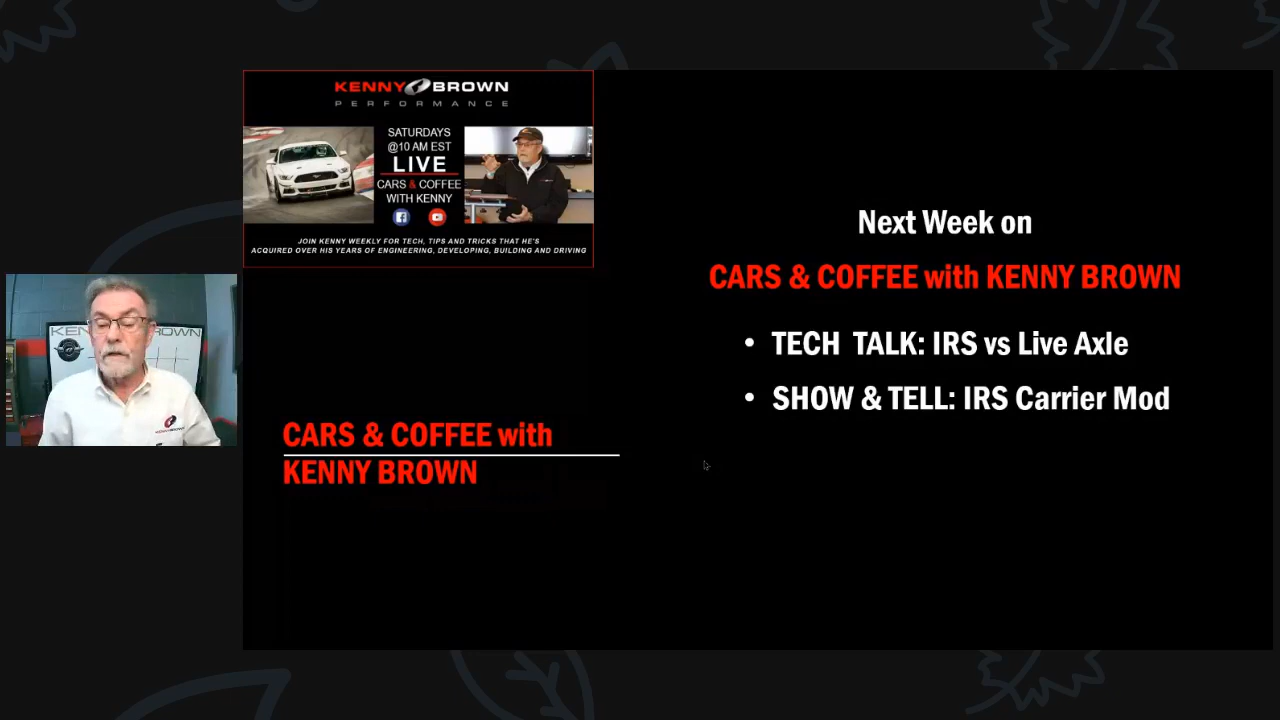 KENNY BROWN
PERFORMANCE
SATURDAYS
@10 AM EST
LIVE
CARS & COFFEE
WITH KENNY
JOIN KENNY WEEKLY FOR TECH, TIPS AND TRICKS THAT HE'S
ACQUIRED OVER HIS YEARS OF ENGINEERING, DEVELOPING, BUILDING AND DRIVING
Next Week on
CARS & COFFEE with KENNY BROWN
• TECH TALK: IRS vs Live Axle
• SHOW & TELL: IRS Carrier Mod
CARS & COFFEE with
KENNY BROWN
KENNYBROWN